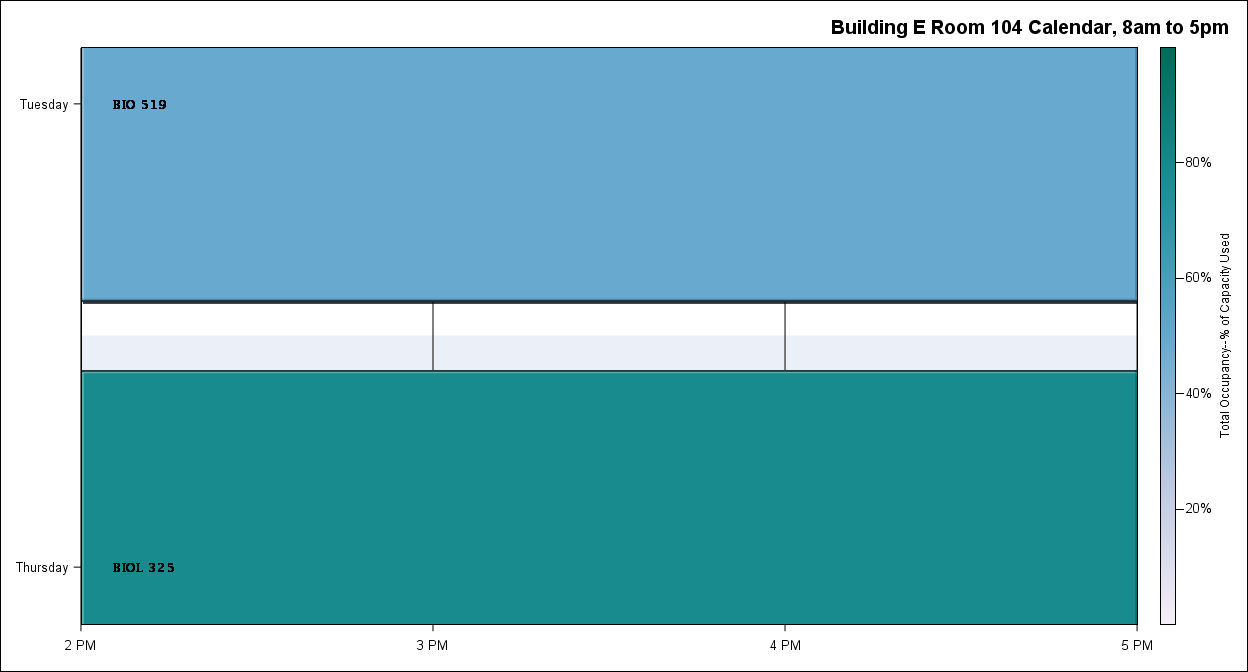 Building E Room 104 Calendar, 8am to 5pm
Tuesday
BIO 519
80%
60%
40%
20%
Total Occupancy--% of Capacity Used
Thursday
BIOL 325
2 PM
3 PM
4 PM
5 PM